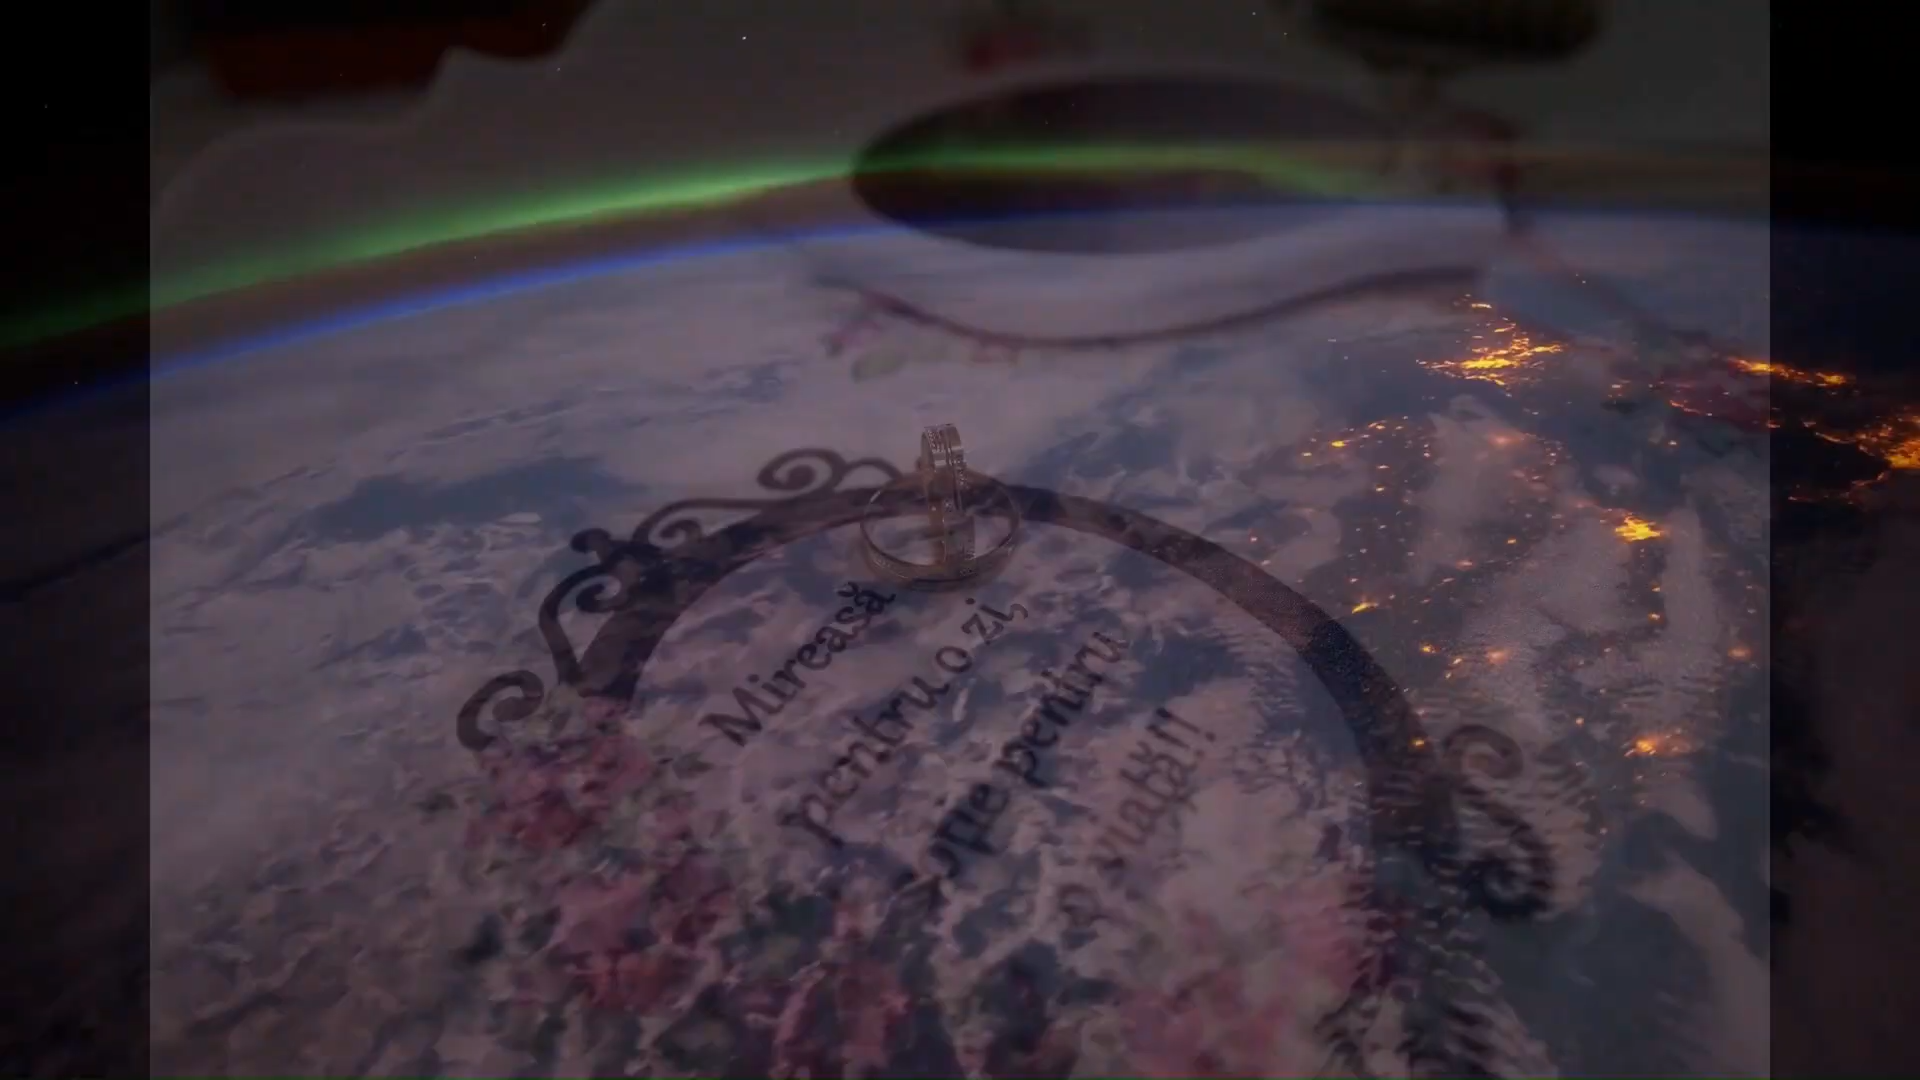 Mireasă
pentru o zi,
pentru
o viață!!